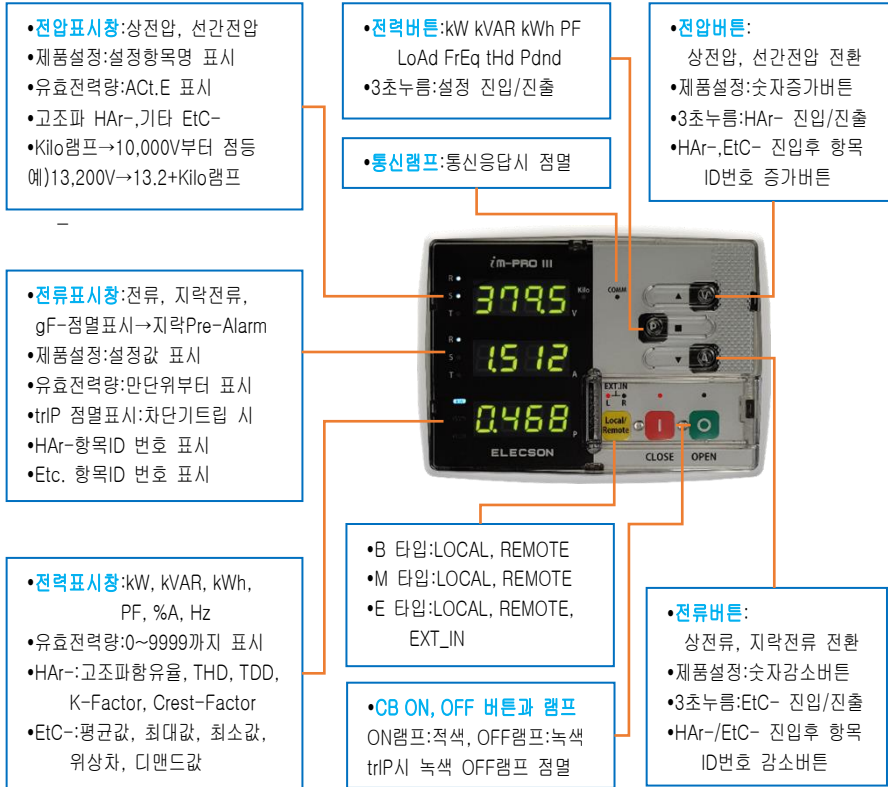 •전압표시창:상전압, 선간전압
•제품설정:설정항목명 표시
•유효전력량:ACt.E 표시
•고조파 HAr-,기타 EtC-
•Kilo램프→10,000V부터 점등
예)13,200V→13.2+Kilo램프
–
•전력버튼:kW kVAR kWh PF
LoAd FrEq tHd Pdnd
•3초누름:설정 진입/진출
•통신램프:통신응답시 점멸
•전압버튼:
상전압, 선간전압 전환
•제품설정:숫자증가버튼
•3초누름:HAr- 진입/진출
•HAr-,EtC- 진입후 항목
ID번호 증가버튼
•전류표시창:전류, 지락전류,
gF-점멸표시→지락Pre-Alarm
•제품설정:설정값 표시
•유효전력량:만단위부터 표시
•trIP 점멸표시:차단기트립 시
•HAr-항목ID 번호 표시
•Etc. 항목ID 번호 표시
im-PRO III
R
S
T
379.5
Kilo
V
COMM
▲
V
R
S
T
1.512
A
P
■
▼
A
0.468
P
EXT.IN
L R
Local/
Remote
I
O
ELECSON
CLOSE OPEN
•전력표시창:kW, kVAR, kWh,
PF, %A, Hz
•유효전력량:0~9999까지 표시
•HAr-:고조파함유율, THD, TDD,
K-Factor, Crest-Factor
•EtC-:평균값, 최대값, 최소값,
위상차, 디맨드값
•B 타입:LOCAL, REMOTE
•M 타입:LOCAL, REMOTE
•E 타입:LOCAL, REMOTE,
EXT_IN
•CB ON, OFF 버튼과 램프
ON램프:적색, OFF램프:녹색
trIP시 녹색 OFF램프 점멸
•전류버튼:
상전류, 지락전류 전환
•제품설정:숫자감소버튼
•3초누름:EtC- 진입/진출
•HAr-/EtC- 진입후 항목
ID번호 감소버튼